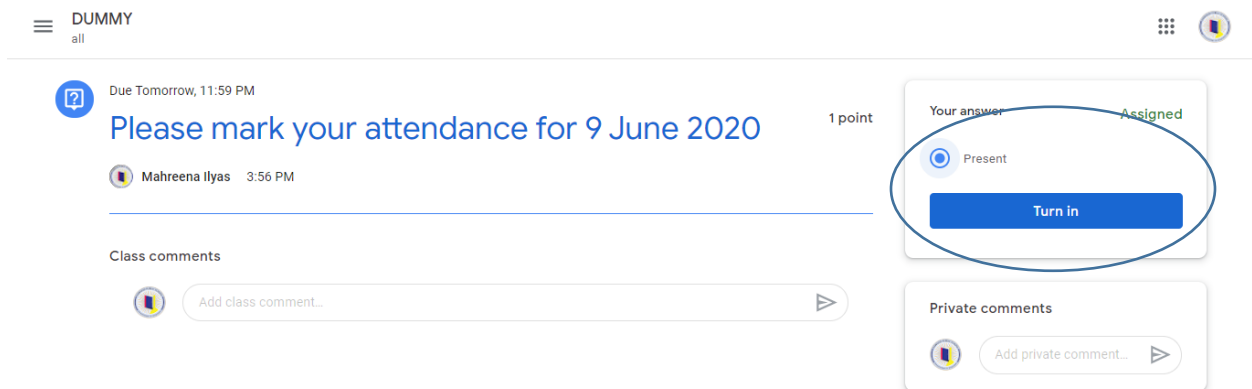 DUMMY
all
Due Tomorrow, 11:59 PM
Please mark your attendance for 9 June 2020
1 point
Mahreena Ilyas 3:56 PM
Class comments
Add class comment...
Your answer
Assigned
Present
Turn in
Private comments
Add private comment...